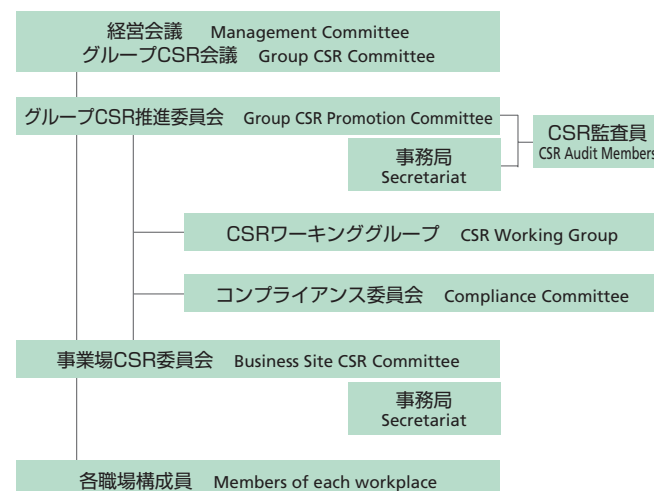 経営会議 Management Committee
グループCSR会議 Group CSR Committee
グループCSR推進委員会 Group CSR Promotion Committee
CSR監査員
CSR Audit Members
事務局
Secretariat
CSRワーキンググループ CSR Working Group
コンプライアンス委員会 Compliance Committee
事業場CSR委員会 Business Site CSR Committee
事務局
Secretariat
各職場構成員 Members of each workplace